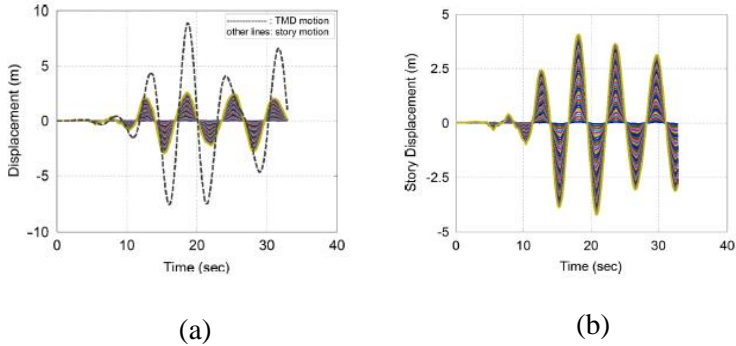 10
5
0
-5
-10
Displacement (m)
--------: TMD motion
other lines: story motion
0 10 20 30 40
Time (sec)
(a)
5
2.5
0
-2.5
-5
Story Displacement (m)
0 10 20 30 40
Time (sec)
(b)